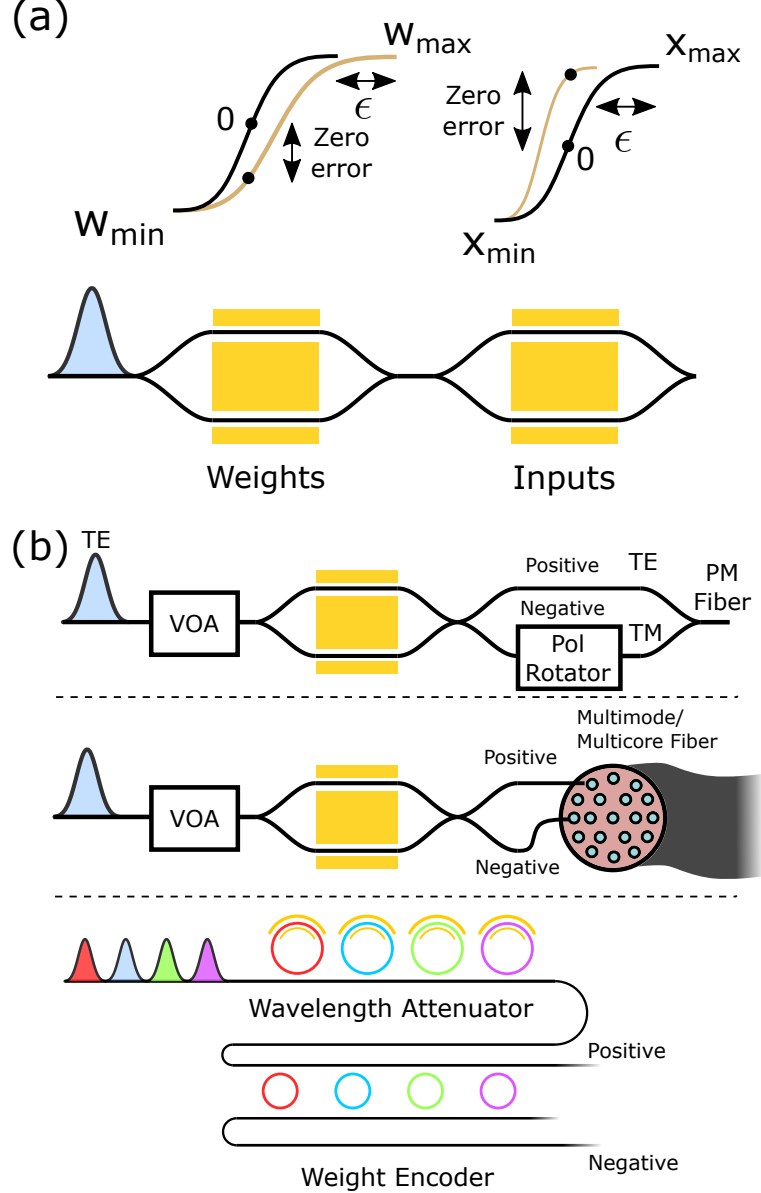 (a)
w_max
x_max
0
ϵ
Zero
error
Zero
error
ϵ
0
w_min
x_min
Weights
Inputs
(b)
TE
Positive
TE
PM
Fiber
VOA
Negative
Pol
Rotator
TM
Multimode/
Multicore Fiber
Positive
VOA
Negative
Wavelength Attenuator
Positive
Negative
Weight Encoder